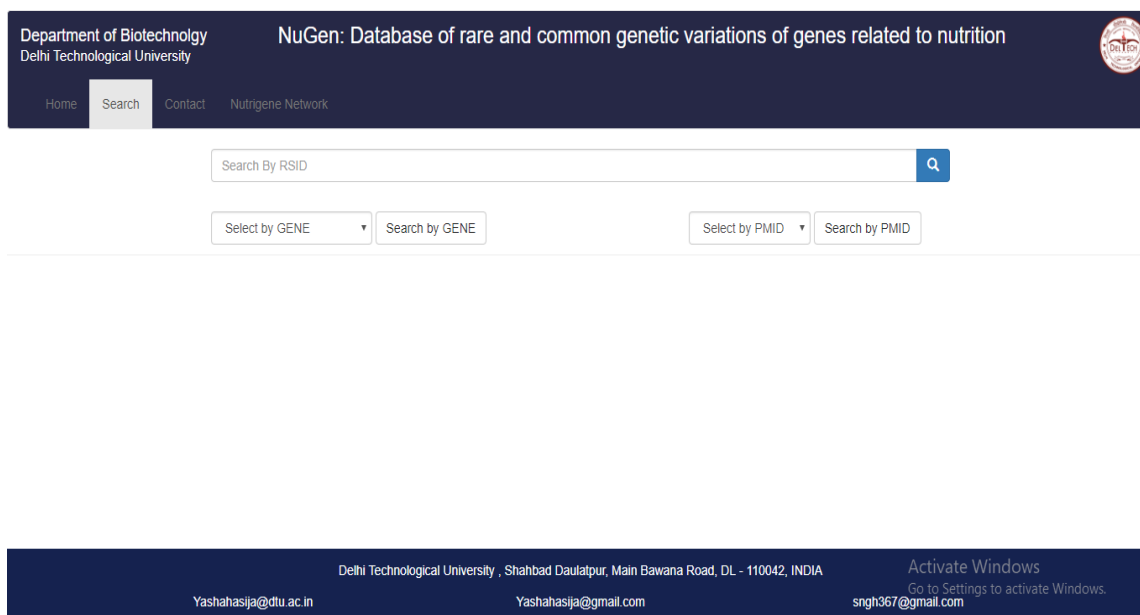 Department of Biotechnolgy
NuGen: Database of rare and common genetic variations of genes related to nutrition
Delhi Technological University
DELTECH
Home Search Contact Nutrigene Network
Search By RSID
Select by GENE Search by GENE Select by PMID Search by PMID
Delhi Technological University , Shahbad Daulatpur, Main Bawana Road, DL - 110042, INDIA
Activate Windows
Go to Settings to activate Windows.
Yashahasija@dtu.ac.in Yashahasija@gmail.com sngh367@gmail.com